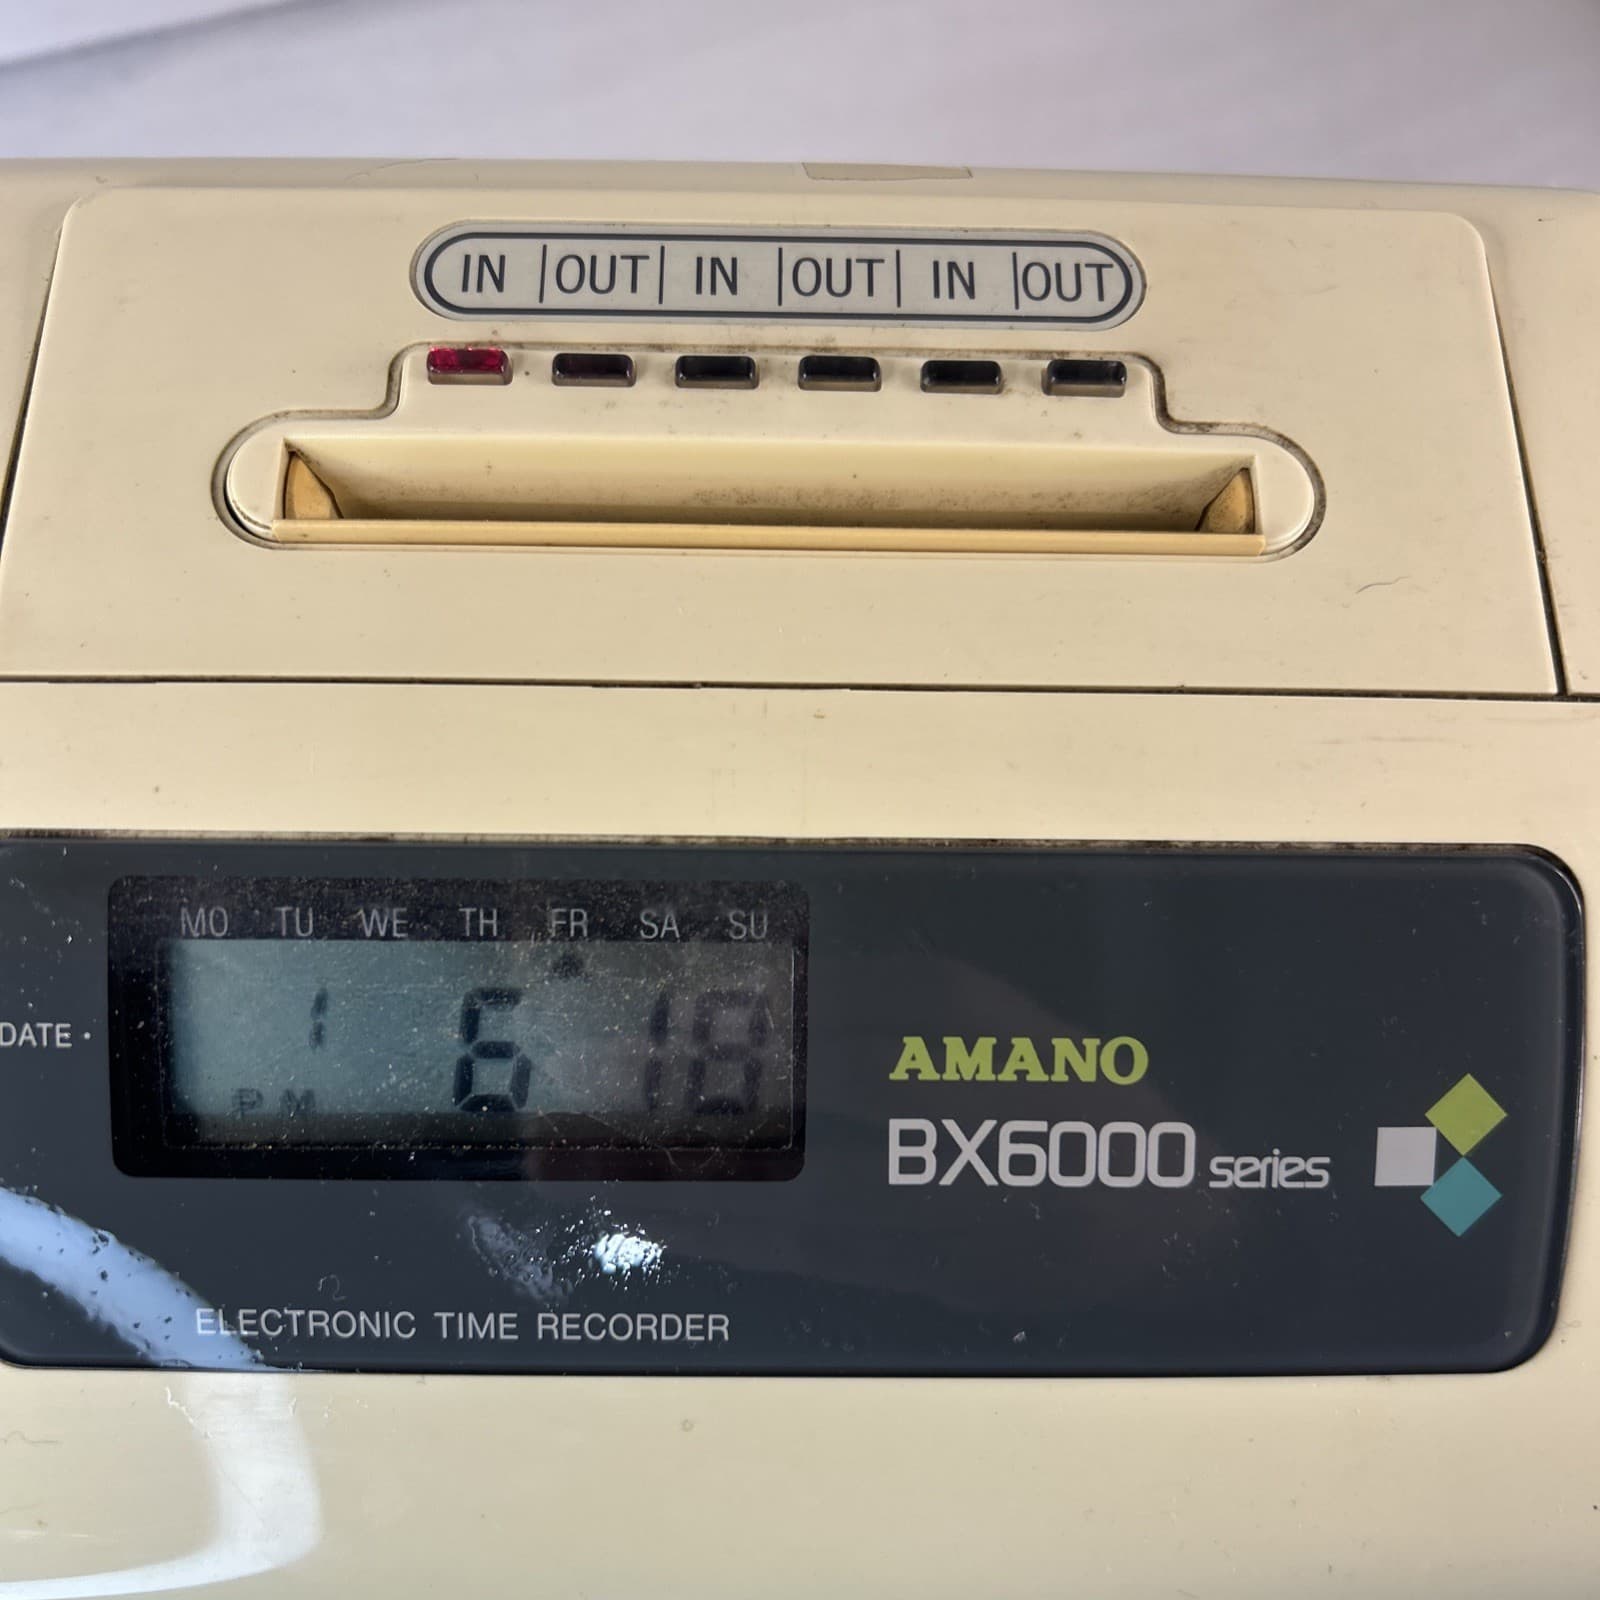 IN OUT IN OUT IN OUT
MO TU WE TH FR SA SU
DATE · 1 6 18
PM
AMANO
BX6000 series
ELECTRONIC TIME RECORDER